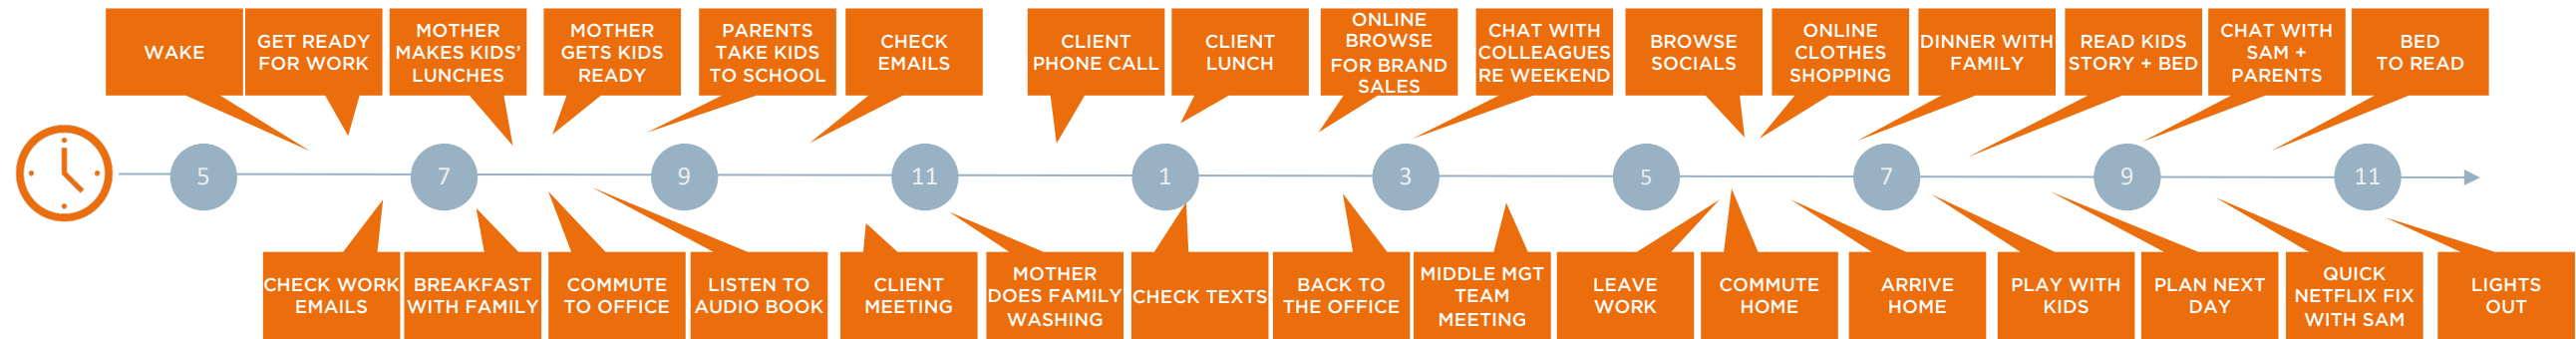 WAKE
GET READY
FOR WORK
MOTHER
MAKES KIDS'
LUNCHES
MOTHER
GETS KIDS
READY
PARENTS
TAKE KIDS
TO SCHOOL
CHECK
EMAILS
CLIENT
PHONE CALL
CLIENT
LUNCH
ONLINE
BROWSE
FOR BRAND
SALES
CHAT WITH
COLLEAGUES
RE WEEKEND
BROWSE
SOCIALS
ONLINE
CLOTHES
SHOPPING
DINNER WITH
FAMILY
READ KIDS
STORY + BED
CHAT WITH
SAM +
PARENTS
BED
TO READ
5
7
9
11
1
3
5
7
9
11
CHECK WORK
EMAILS
BREAKFAST
WITH FAMILY
COMMUTE
TO OFFICE
LISTEN TO
AUDIO BOOK
CLIENT
MEETING
MOTHER
DOES FAMILY
WASHING
CHECK TEXTS
BACK TO
THE OFFICE
MIDDLE MGT
TEAM
MEETING
LEAVE
WORK
COMMUTE
HOME
ARRIVE
HOME
PLAY WITH
KIDS
PLAN NEXT
DAY
QUICK
NETFLIX FIX
WITH SAM
LIGHTS
OUT